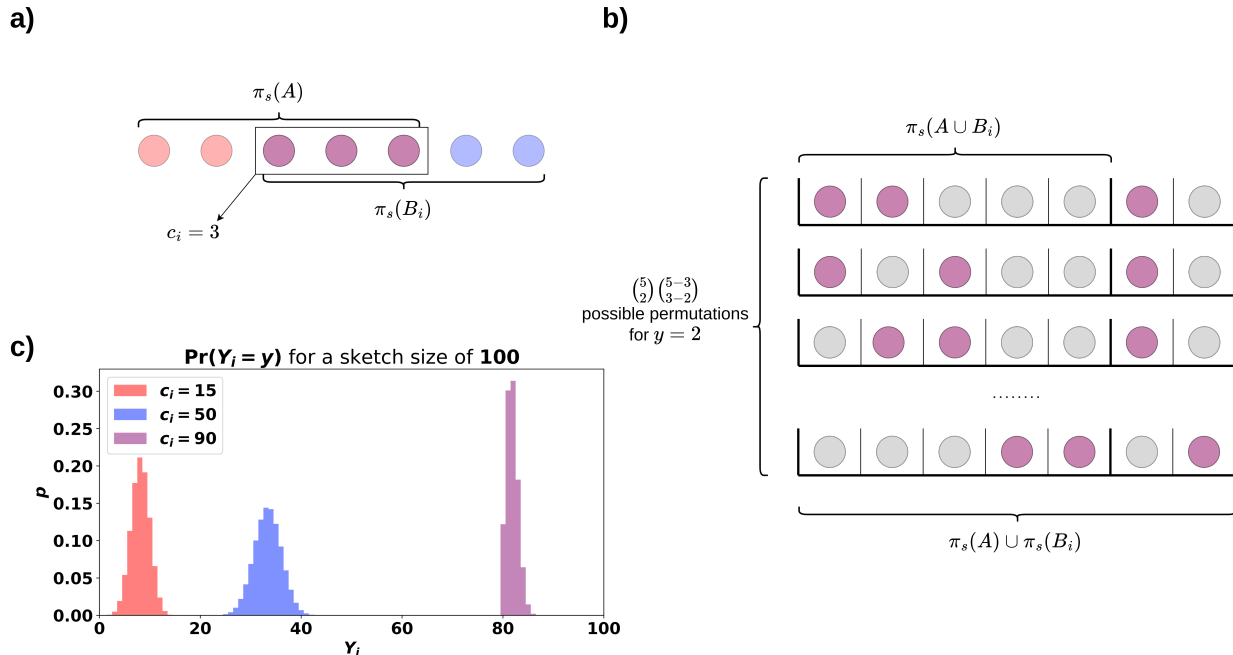 a)
π_s(A)
π_s(B_i)
c_i = 3
b)
π_s(A ∪ B_i)
(5 2)(5−3 3−2)
possible permutations
for y = 2
........
π_s(A) ∪ π_s(B_i)
c)
Pr(Y_i = y) for a sketch size of 100
c_i = 15
c_i = 50
c_i = 90
p
0.30
0.25
0.20
0.15
0.10
0.05
0.00
0 20 40 60 80 100
Y_i